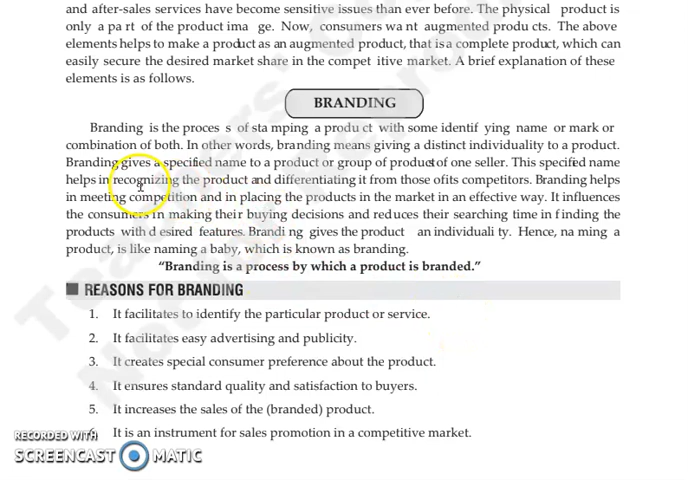 and after-sales services have become sensitive issues than ever before. The physical product is
only a pa rt of the product ima ge. Now, consumers wa nt augmented produ cts. The above
elements helps to make a product as an augmented product, that is a complete product, which can
easily secure the desired market share in the compet itive market. A brief explanation of these
elements is as follows.
BRANDING
Branding is the proces s of sta mping a produ ct with some identif ying name or mark or
combination of both. In other words, branding means giving a distinct individuality to a product.
Branding gives a specified name to a product or group of product of one seller. This specified name
helps in recognizing the product and differentiating it from those ofits competitors. Branding helps
in meeting competition and in placing the products in the market in an effective way. It influences
the consumers in making their buying decisions and reduces their searching time in f inding the
products with d esired features. Brandi ng gives the product an individuali ty. Hence, na ming a
product, is like naming a baby, which is known as branding.
“Branding is a process by which a product is branded.”
REASONS FOR BRANDING
1. It facilitates to identify the particular product or service.
2. It facilitates easy advertising and publicity.
3. It creates special consumer preference about the product.
4. It ensures standard quality and satisfaction to buyers.
5. It increases the sales of the (branded) product.
It is an instrument for sales promotion in a competitive market.
RECORDED WITH
SCREENCAST MATIC